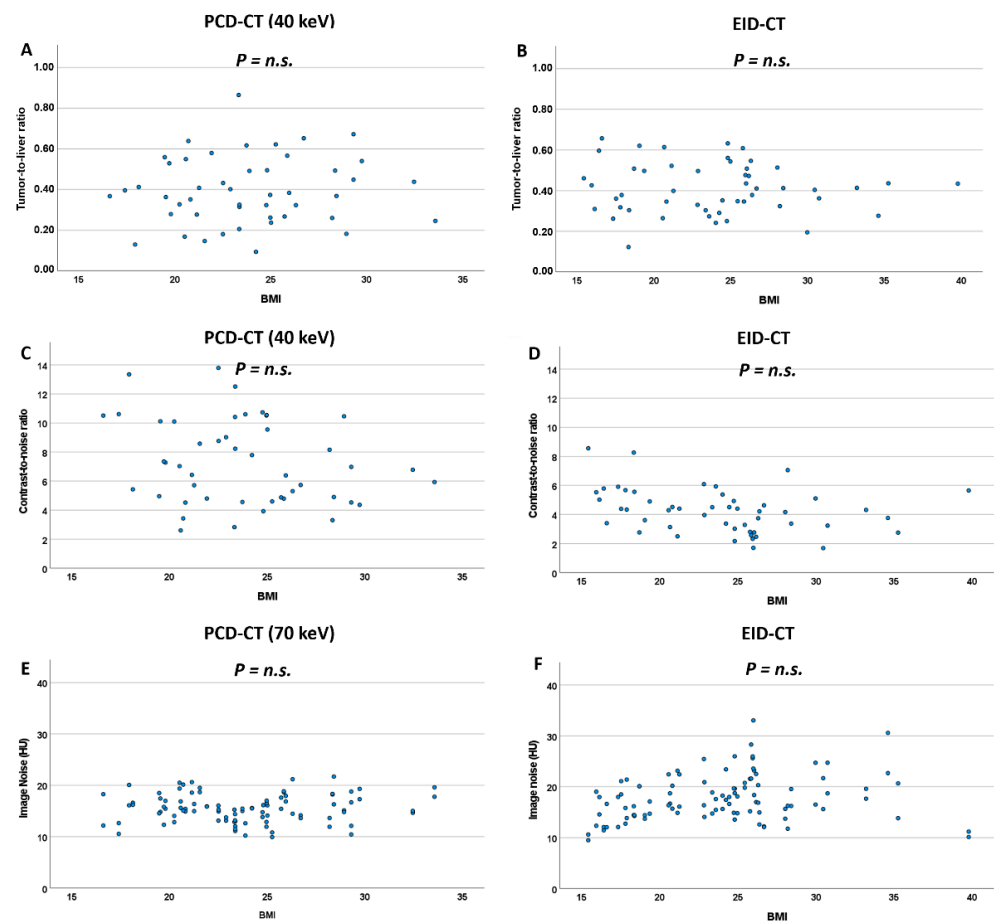 PCD-CT (40 keV)
A
P = n.s.
1.00
0.80
0.60
0.40
0.20
0.00
Tumor-to-liver ratio
15 20 25 30 35
BMI
EID-CT
B
P = n.s.
1.00
0.80
0.60
0.40
0.20
0.00
Tumor-to-liver ratio
15 20 25 30 35 40
BMI
PCD-CT (40 keV)
C
P = n.s.
14
12
10
8
6
4
2
0
Contrast-to-noise ratio
15 20 25 30 35
BMI
EID-CT
D
P = n.s.
14
12
10
8
6
4
2
0
Contrast-to-noise ratio
15 20 25 30 35 40
BMI
PCD-CT (70 keV)
E
P = n.s.
40
30
20
10
0
Image Noise (HU)
15 20 25 30 35
BMI
EID-CT
F
P = n.s.
40
30
20
10
0
Image noise (HU)
15 20 25 30 35 40
BMI